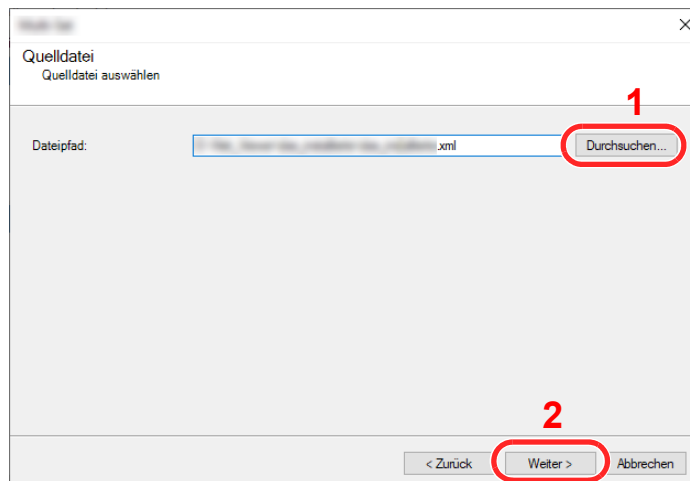 Quelldatei
Quelldatei auswählen
1
Dateipfad:
.xml
Durchsuchen...
2
< Zurück
Weiter >
Abbrechen